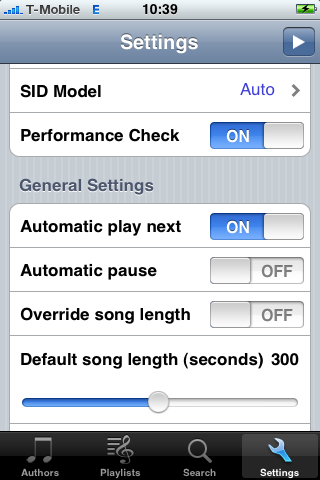 T-Mobile E 10:39
Settings
SID Model Auto
Performance Check ON
General Settings
Automatic play next ON
Automatic pause OFF
Override song length OFF
Default song length (seconds) 300
Authors Playlists Search Settings